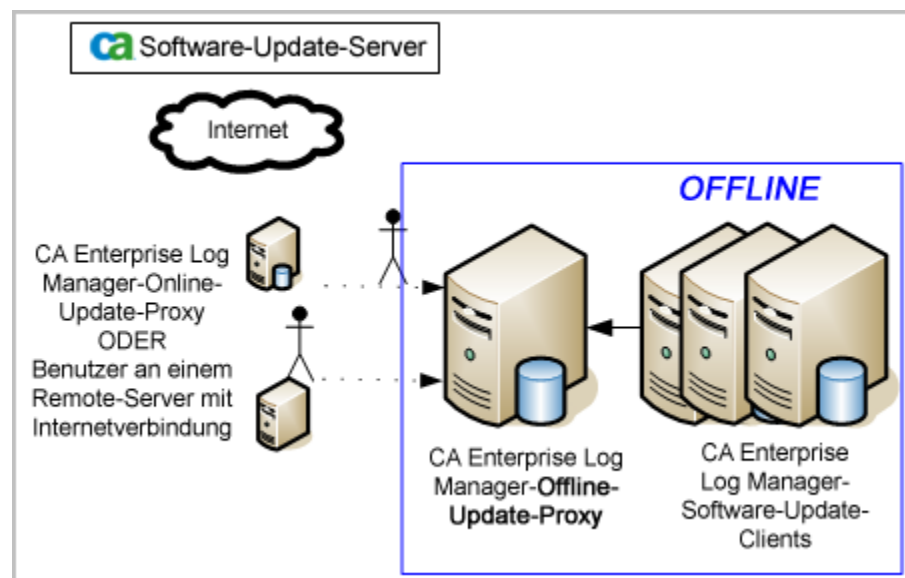 ca Software-Update-Server
Internet
OFFLINE
CA Enterprise Log
Manager-Online-
Update-Proxy
ODER
Benutzer an einem
Remote-Server mit
Internetverbindung
CA Enterprise Log
Manager-Offline-
Update-Proxy
CA Enterprise
Log Manager-
Software-Update-
Clients